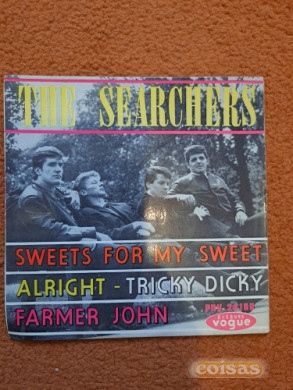 THE SEARCHERS
SWEETS FOR MY SWEET
ALRIGHT - TRICKY DICKY
FARMER JOHN
DISQUES
vogue
coisas